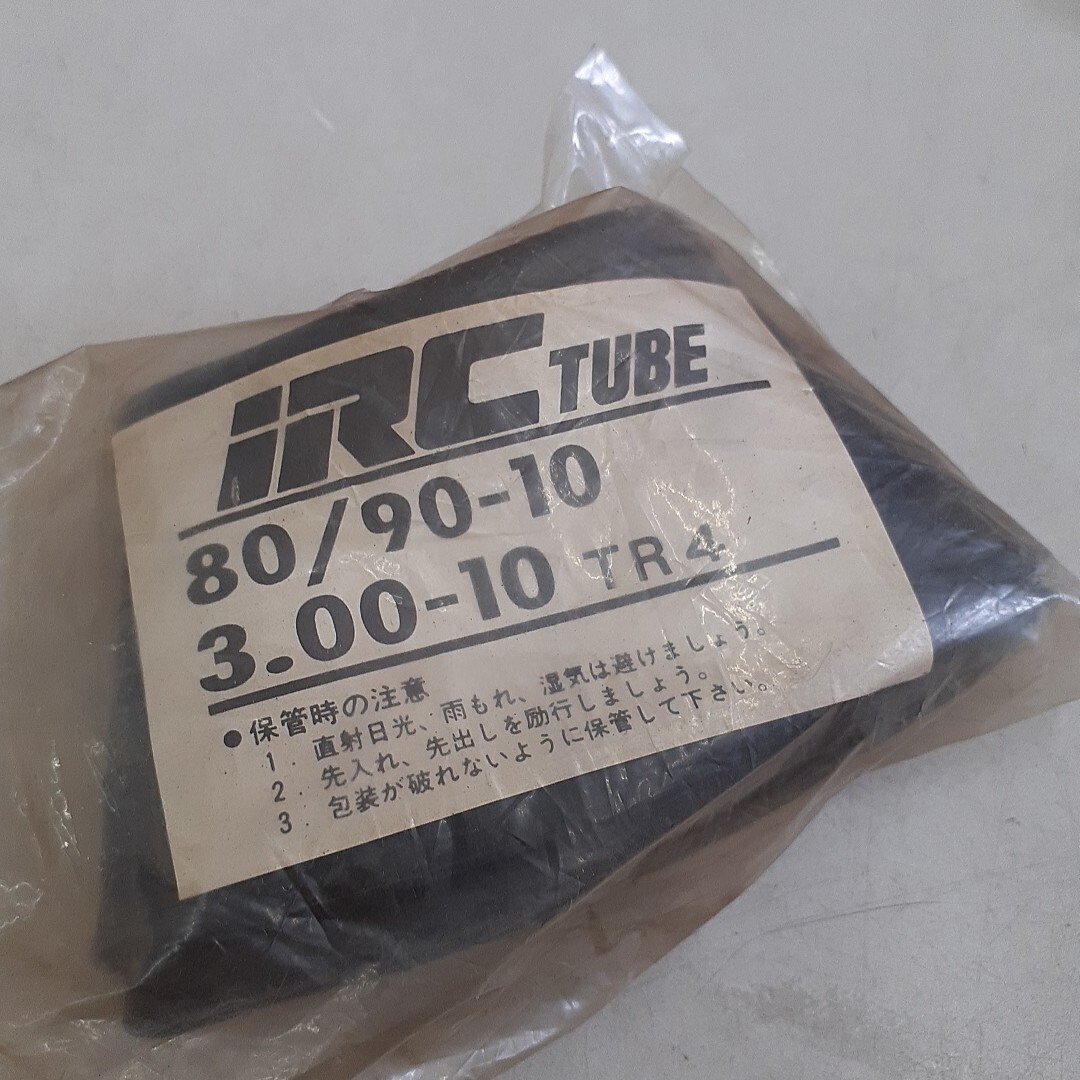 iRC TUBE
80/90-10
3.00-10 TR4
●保管時の注意
1. 直射日光、雨もれ、湿気は避けましょう。
2. 先入れ、先出しを励行しましょう。
3. 包装が破れないように保管して下さい。